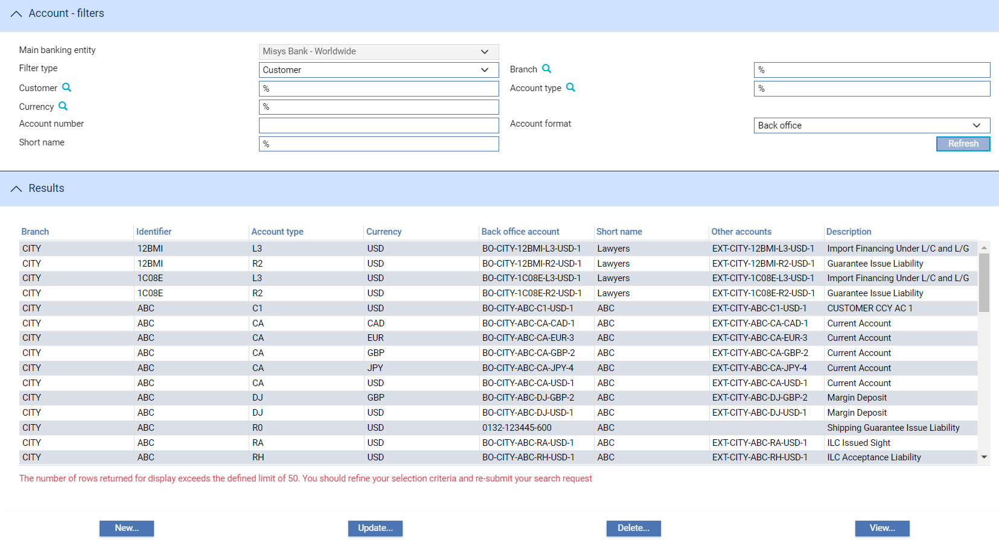 Account - filters
Main banking entity Misys Bank - Worldwide
Filter type Customer Branch %
Customer % Account type %
Currency %
Account number Account format Back office
Short name %
Refresh
Results
Branch Identifier Account type Currency Back office account Short name Other accounts Description
CITY 12BMI L3 USD BO-CITY-12BMI-L3-USD-1 Lawyers EXT-CITY-12BMI-L3-USD-1 Import Financing Under L/C and L/G
CITY 12BMI R2 USD BO-CITY-12BMI-R2-USD-1 Lawyers EXT-CITY-12BMI-R2-USD-1 Guarantee Issue Liability
CITY 1C08E L3 USD BO-CITY-1C08E-L3-USD-1 Lawyers EXT-CITY-1C08E-L3-USD-1 Import Financing Under L/C and L/G
CITY 1C08E R2 USD BO-CITY-1C08E-R2-USD-1 Lawyers EXT-CITY-1C08E-R2-USD-1 Guarantee Issue Liability
CITY ABC C1 USD BO-CITY-ABC-C1-USD-1 ABC EXT-CITY-ABC-C1-USD-1 CUSTOMER CCY AC 1
CITY ABC CA CAD BO-CITY-ABC-CA-CAD-1 ABC EXT-CITY-ABC-CA-CAD-1 Current Account
CITY ABC CA EUR BO-CITY-ABC-CA-EUR-3 ABC EXT-CITY-ABC-CA-EUR-3 Current Account
CITY ABC CA GBP BO-CITY-ABC-CA-GBP-2 ABC EXT-CITY-ABC-CA-GBP-2 Current Account
CITY ABC CA JPY BO-CITY-ABC-CA-JPY-4 ABC EXT-CITY-ABC-CA-JPY-4 Current Account
CITY ABC CA USD BO-CITY-ABC-CA-USD-1 ABC EXT-CITY-ABC-CA-USD-1 Current Account
CITY ABC DJ GBP BO-CITY-ABC-DJ-GBP-2 ABC EXT-CITY-ABC-DJ-GBP-2 Margin Deposit
CITY ABC DJ USD BO-CITY-ABC-DJ-USD-1 ABC EXT-CITY-ABC-DJ-USD-1 Margin Deposit
CITY ABC R0 USD 0132-123445-600 ABC Shipping Guarantee Issue Liability
CITY ABC RA USD BO-CITY-ABC-RA-USD-1 ABC EXT-CITY-ABC-RA-USD-1 ILC Issued Sight
CITY ABC RH USD BO-CITY-ABC-RH-USD-1 ABC EXT-CITY-ABC-RH-USD-1 ILC Acceptance Liability
The number of rows returned for display exceeds the defined limit of 50. You should refine your selection criteria and re-submit your search request
New... Update... Delete... View...